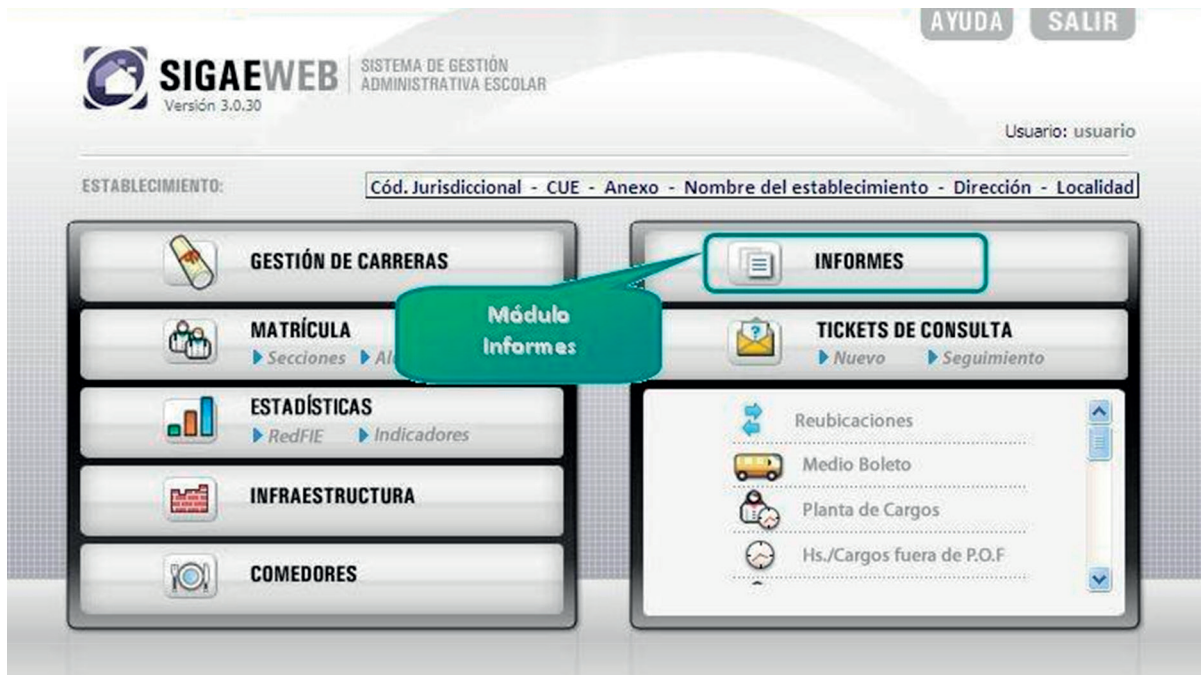 AYUDA SALIR
SIGAEWEB SISTEMA DE GESTIÓN
ADMINISTRATIVA ESCOLAR
Versión 3.0.30
Usuario: usuario
ESTABLECIMIENTO:
Cód. Jurisdiccional - CUE - Anexo - Nombre del establecimiento - Dirección - Localidad
GESTIÓN DE CARRERAS
MATRÍCULA
Secciones
ESTADÍSTICAS
RedFIE Indicadores
INFRAESTRUCTURA
COMEDORES
Módulo
Informes
INFORMES
TICKETS DE CONSULTA
Nuevo Seguimiento
Reubicaciones
Medio Boleto
Planta de Cargos
Hs./Cargos fuera de P.O.F